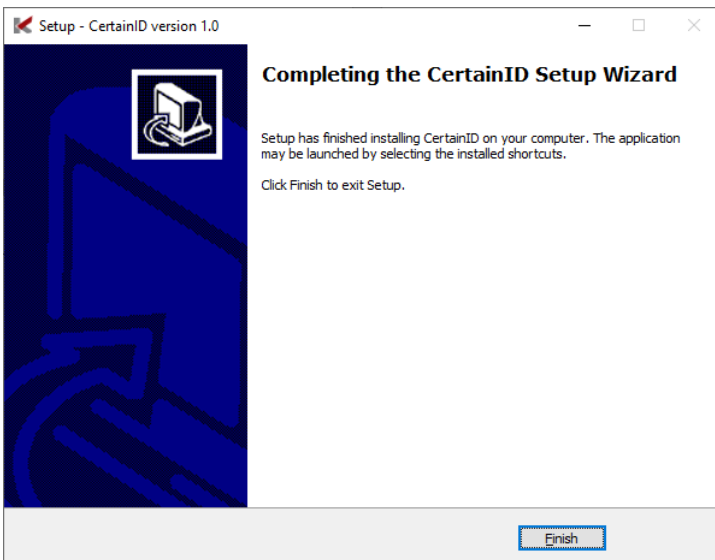 Setup - CertainID version 1.0
Completing the CertainID Setup Wizard
Setup has finished installing CertainID on your computer. The application
may be launched by selecting the installed shortcuts.
Click Finish to exit Setup.
Finish